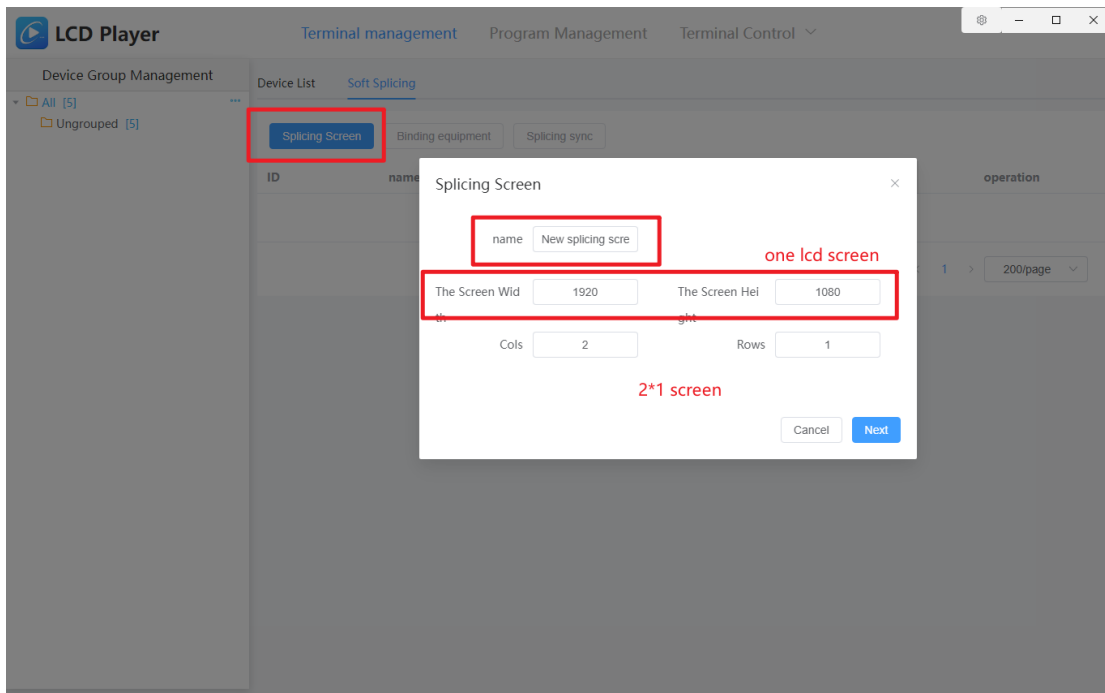 LCD Player
Terminal management Program Management Terminal Control
Device Group Management
All [5] ...
Ungrouped [5]
Device List Soft Splicing
Splicing Screen Binding equipment Splicing sync
ID name operation
1 200/page
Splicing Screen
name New splicing scre
one lcd screen
The Screen Wid
th
1920
The Screen Hei
ght
1080
Cols 2 Rows 1
2*1 screen
Cancel Next